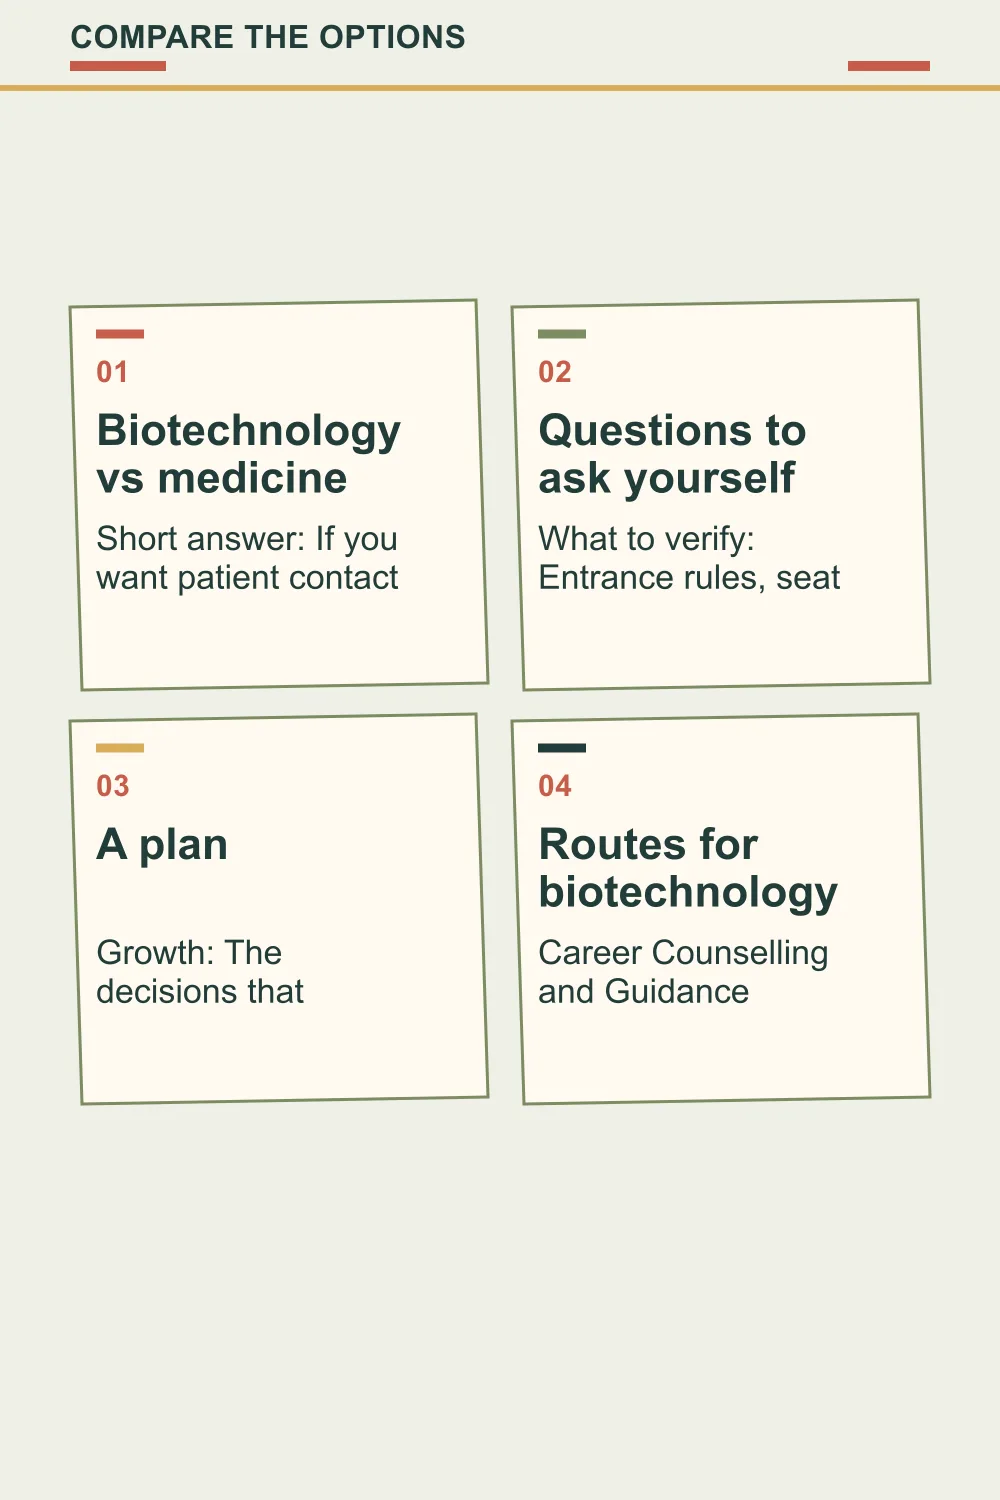 COMPARE THE OPTIONS
01
Biotechnology
vs medicine
Short answer: If you
want patient contact
02
Questions to
ask yourself
What to verify:
Entrance rules, seat
03
A plan
Growth: The
decisions that
04
Routes for
biotechnology
Career Counselling
and Guidance